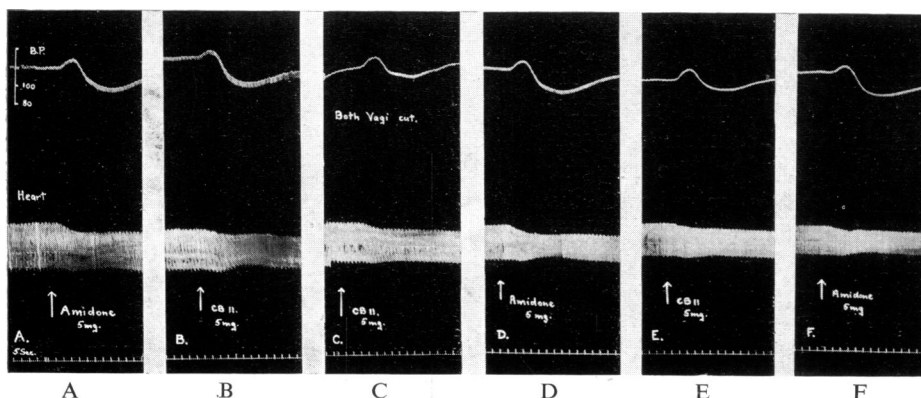 B.P.
100
80
Heart
Amidone
5mg.
A.
5 Sec.
CB 11.
5mg.
B.
Both Vagi cut.
CB 11.
5mg.
C.
Amidone
5mg.
D.
CB 11
5mg.
E.
Amidone
5mg.
F.
A B C D E F